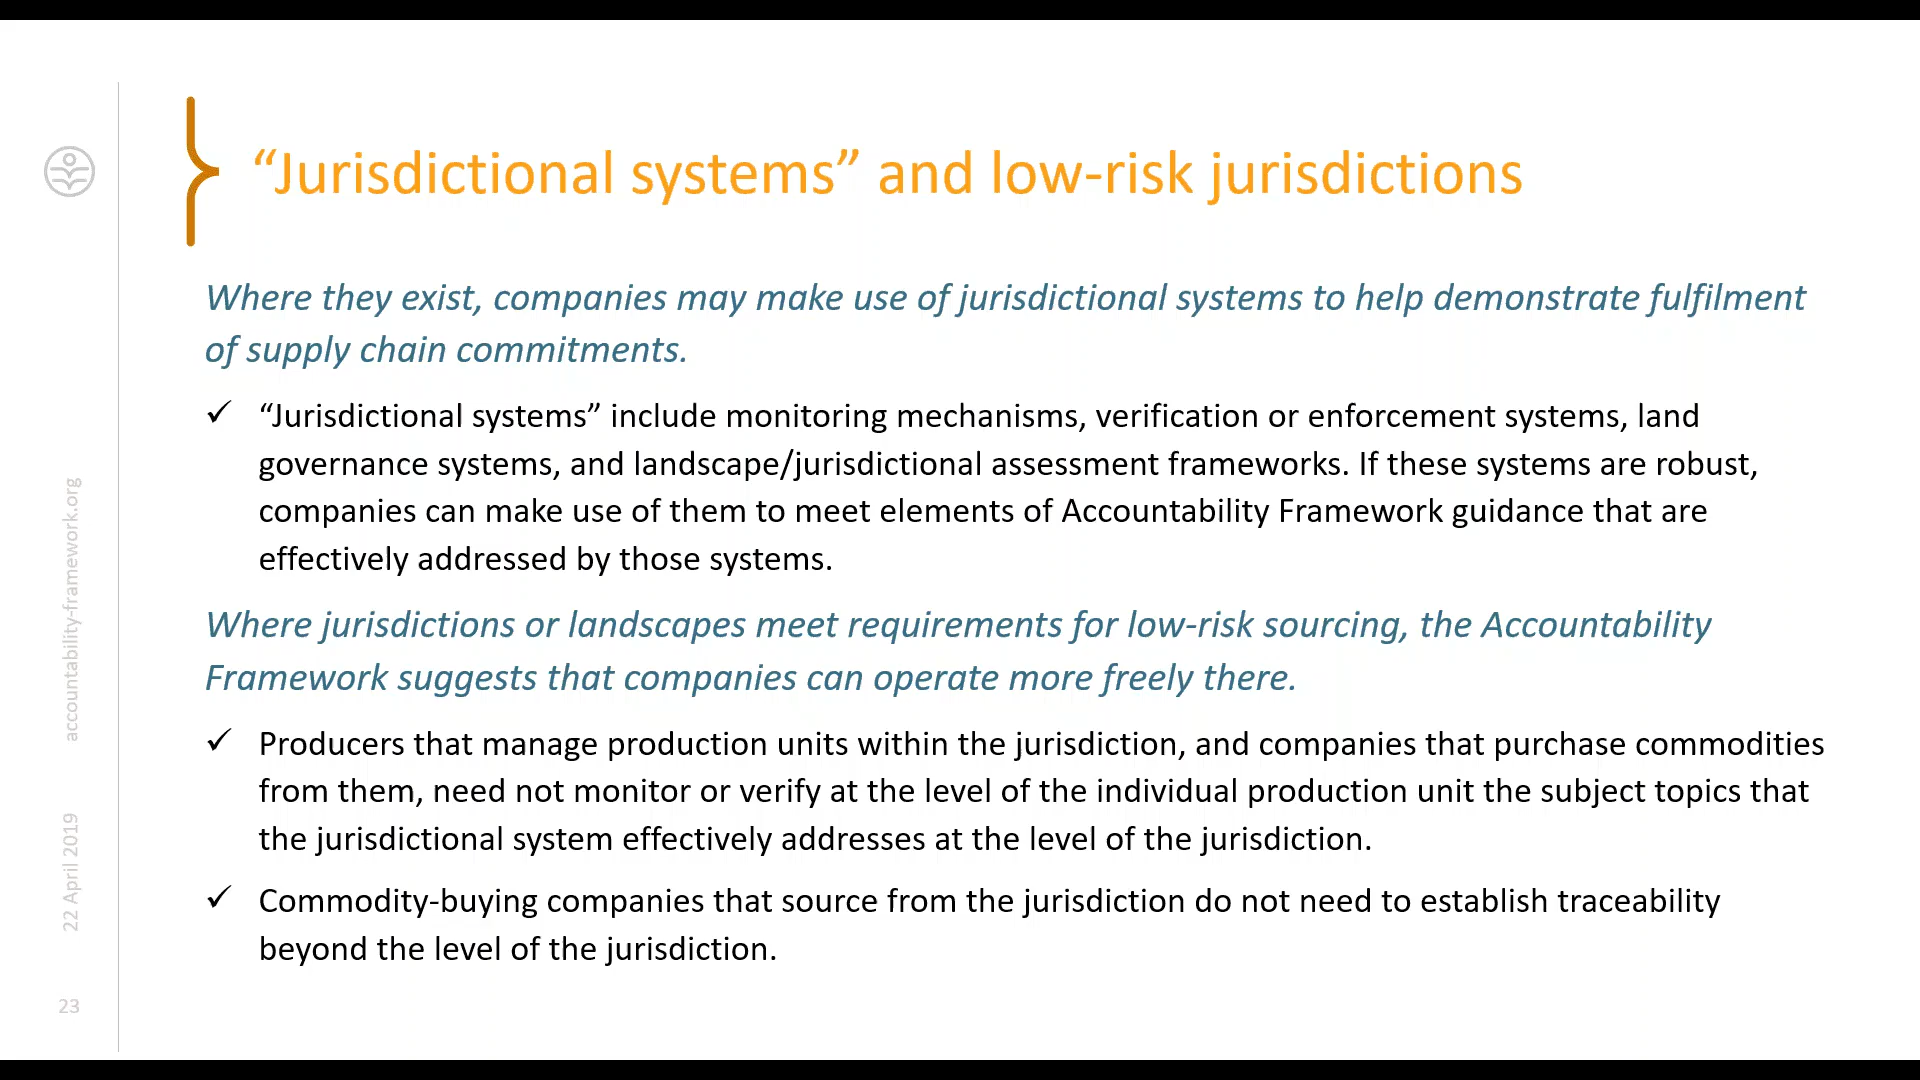 “Jurisdictional systems” and low-risk jurisdictions
Where they exist, companies may make use of jurisdictional systems to help demonstrate fulfilment
of supply chain commitments.
✓ “Jurisdictional systems” include monitoring mechanisms, verification or enforcement systems, land
governance systems, and landscape/jurisdictional assessment frameworks. If these systems are robust,
companies can make use of them to meet elements of Accountability Framework guidance that are
effectively addressed by those systems.
Where jurisdictions or landscapes meet requirements for low-risk sourcing, the Accountability
Framework suggests that companies can operate more freely there.
✓ Producers that manage production units within the jurisdiction, and companies that purchase commodities
from them, need not monitor or verify at the level of the individual production unit the subject topics that
the jurisdictional system effectively addresses at the level of the jurisdiction.
✓ Commodity-buying companies that source from the jurisdiction do not need to establish traceability
beyond the level of the jurisdiction.
accountability-framework.org
22 April 2019
23